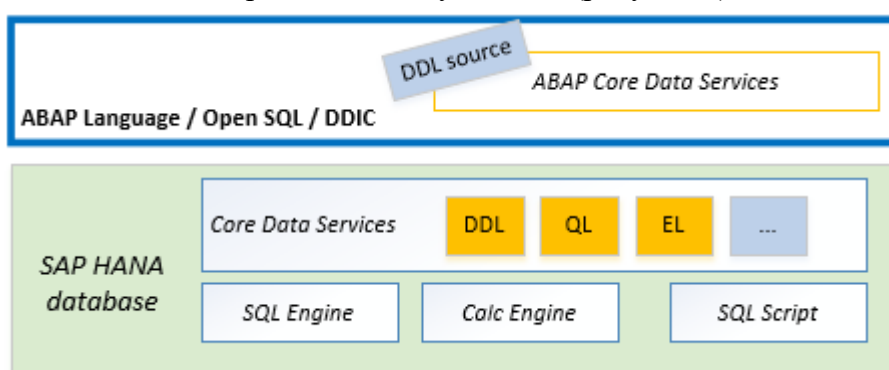 DDL source
ABAP Core Data Services
ABAP Language / Open SQL / DDIC
Core Data Services
DDL
QL
EL
...
SAP HANA
database
SQL Engine
Calc Engine
SQL Script